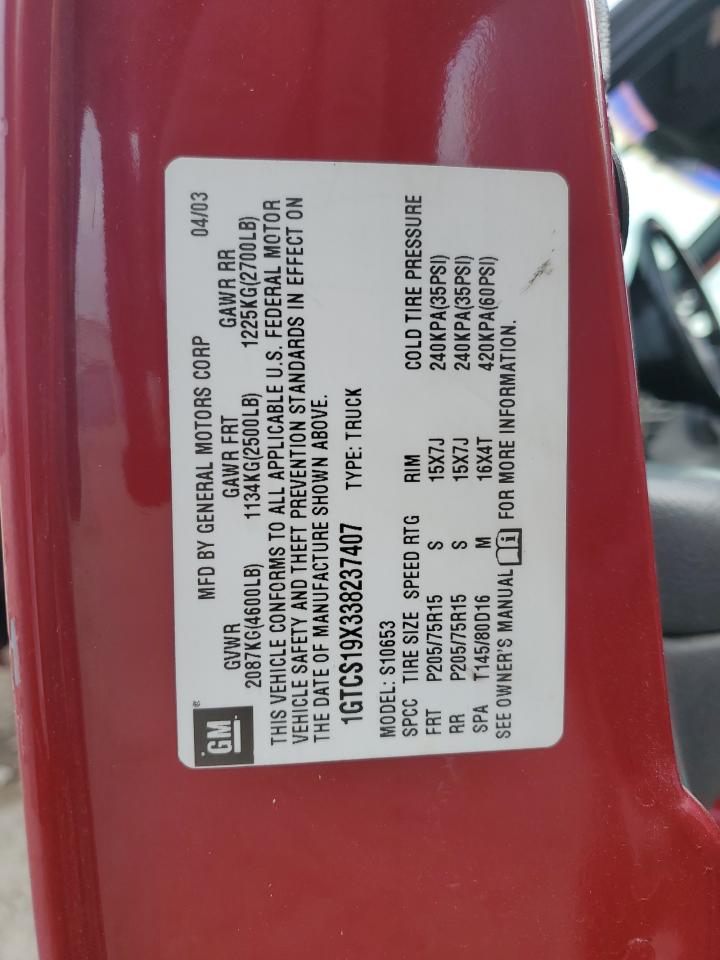 GM ®
MFD BY GENERAL MOTORS CORP 04/03
GVWR GAWR FRT GAWR RR
2087KG(4600LB) 1134KG(2500LB) 1225KG(2700LB)
THIS VEHICLE CONFORMS TO ALL APPLICABLE U.S. FEDERAL MOTOR
VEHICLE SAFETY AND THEFT PREVENTION STANDARDS IN EFFECT ON
THE DATE OF MANUFACTURE SHOWN ABOVE.
1GTCS19X338237407 TYPE: TRUCK
MODEL: S10653
SPCC TIRE SIZE SPEED RTG RIM COLD TIRE PRESSURE
FRT P205/75R15 S 15X7J 240KPA(35PSI)
RR P205/75R15 S 15X7J 240KPA(35PSI)
SPA T145/80D16 M 16X4T 420KPA(60PSI)
SEE OWNER'S MANUAL FOR MORE INFORMATION.